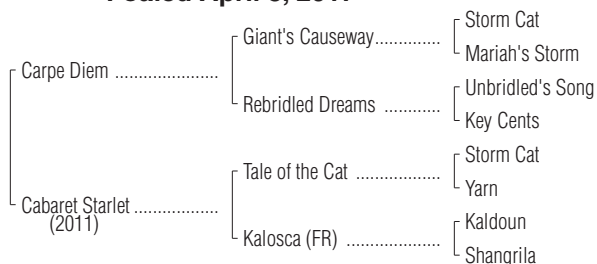 Foaled April 2017
Storm Cat
Giant's Causeway..............
Mariah's Storm
Carpe Diem ......................
Unbridled's Song
Rebridled Dreams ............
Key Cents
Storm Cat
Tale of the Cat ..................
Yarn
Cabaret Starlet ..................
(2011)
Kaldoun
Kalosca (FR) ....................
Shangrila